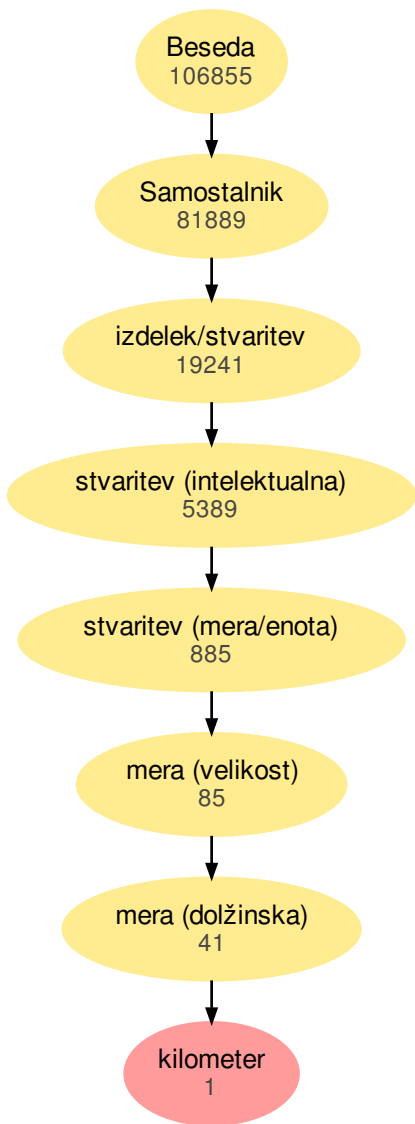 Beseda
106855
Samostalnik
81889
izdelek/stvaritev
19241
stvaritev (intelektualna)
5389
stvaritev (mera/enota)
885
mera (velikost)
85
mera (dolžinska)
41
kilometer
1